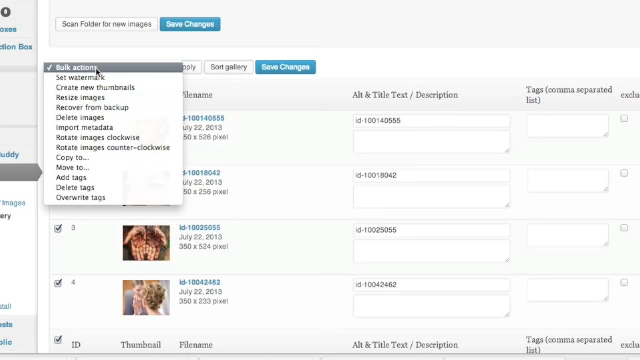 Scan Folder for new images Save Changes
oxes
ction Box
✓ Bulk actions
Set watermark
Create new thumbnails
Resize images
Recover from backup
Delete images
Import metadata
Rotate images clockwise
Rotate images counter-clockwise
Copy to...
Move to...
Add tags
Delete tags
Overwrite tags
pply Sort gallery Save Changes
Filename Alt & Title Text / Description Tags (comma separated list) exclu
id-100140555 id-100140555
July 22, 2013
350 x 526 pixel
uddy
id-10018042 id-10018042
July 22, 2013
350 x 256 pixel
Images
ery
3 id-10025055 id-10025055
July 22, 2013
350 x 524 pixel
4 id-10042462 id-10042462
July 22, 2013
350 x 233 pixel
stall
sts
blic
ID Thumbnail Filename Alt & Title Text / Description Tags (comma separated list) exclu